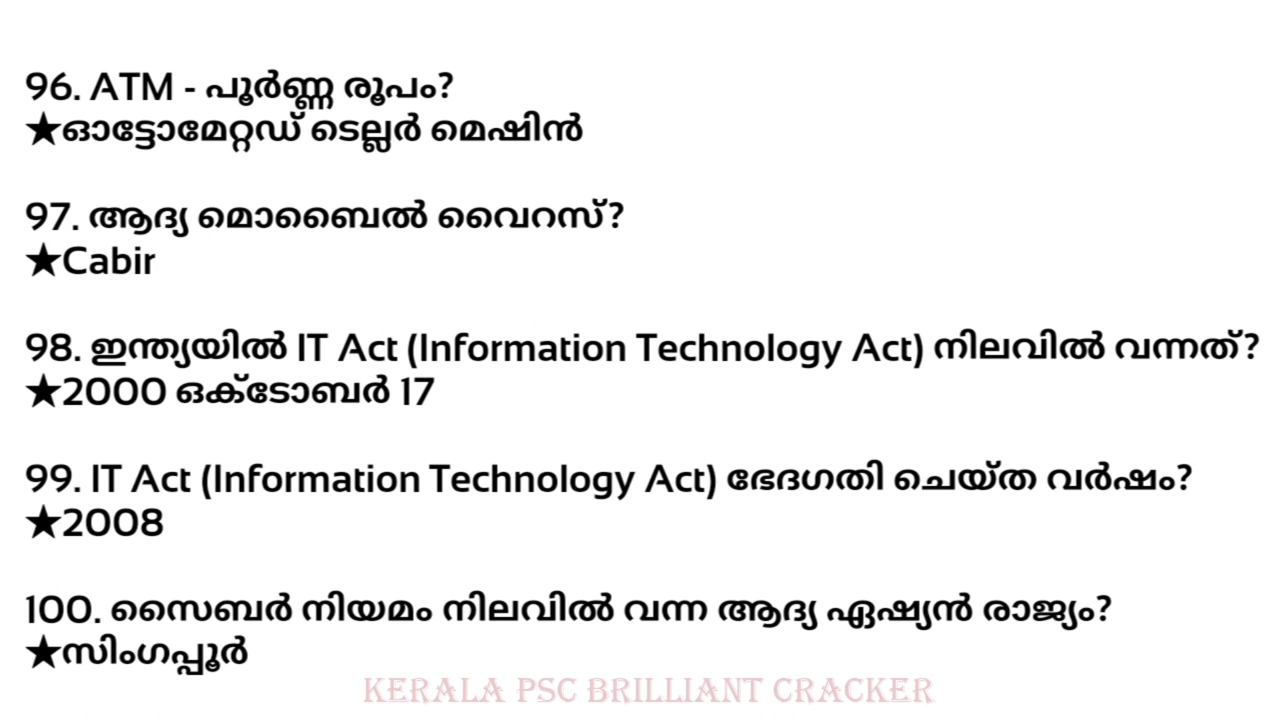 96. ATM - പൂർണ്ണ രൂപം?
★ഓട്ടോമേറ്റഡ് ടെല്ലർ മെഷിൻ
97. ആദ്യ മൊബൈൽ വൈറസ്?
★Cabir
98. ഇന്ത്യയിൽ IT Act (Information Technology Act) നിലവിൽ വന്നത്?
★2000 ഒക്ടോബർ 17
99. IT Act (Information Technology Act) ഭേദഗതി ചെയ്ത വർഷം?
★2008
100. സൈബർ നിയമം നിലവിൽ വന്ന ആദ്യ ഏഷ്യൻ രാജ്യം?
★സിംഗപ്പൂർ
KERALA PSC BRILLIANT CRACKER